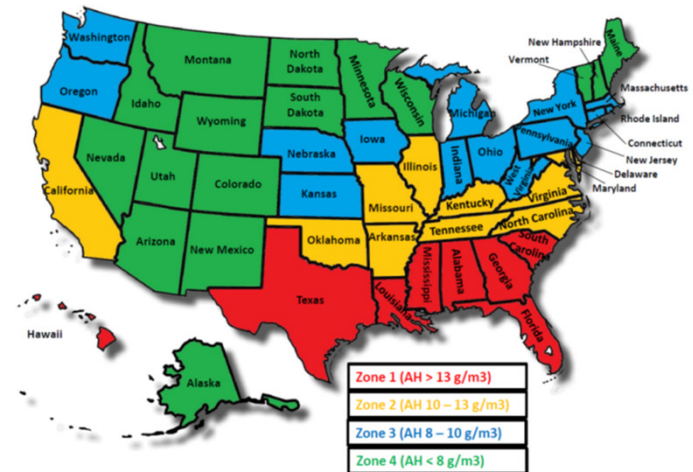 Washington
Oregon
California
Nevada
Idaho
Montana
Wyoming
Utah
Colorado
Arizona
New Mexico
North
Dakota
South
Dakota
Nebraska
Kansas
Oklahoma
Texas
Minnesota
Iowa
Missouri
Arkansas
Louisiana
Wisconsin
Illinois
Michigan
Indiana
Ohio
Kentucky
Tennessee
Mississippi
Alabama
Georgia
Florida
South
Carolina
North Carolina
Virginia
West
Virginia
Pennsylvania
New York
Vermont
New Hampshire
Maine
Massachusetts
Rhode Island
Connecticut
New Jersey
Delaware
Maryland
Hawaii
Alaska
Zone 1 (AH > 13 g/m3)
Zone 2 (AH 10 – 13 g/m3)
Zone 3 (AH 8 – 10 g/m3)
Zone 4 (AH < 8 g/m3)